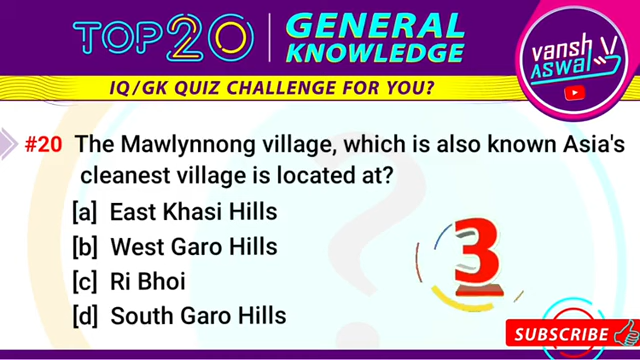 TOP 20 GENERAL
KNOWLEDGE
vansh
ASWAL
IQ/GK QUIZ CHALLENGE FOR YOU?
#20 The Mawlynnong village, which is also known Asia's
cleanest village is located at?
[a] East Khasi Hills
[b] West Garo Hills
[c] Ri Bhoi
[d] South Garo Hills
3
SUBSCRIBE